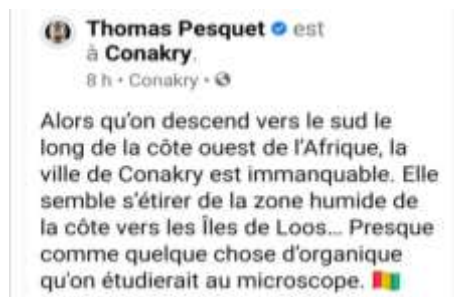 Thomas Pesquet est
à Conakry.
8 h · Conakry ·
Alors qu'on descend vers le sud le
long de la côte ouest de l'Afrique, la
ville de Conakry est immanquable. Elle
semble s'étirer de la zone humide de
la côte vers les Îles de Loos... Presque
comme quelque chose d'organique
qu'on étudierait au microscope. 🇬🇳